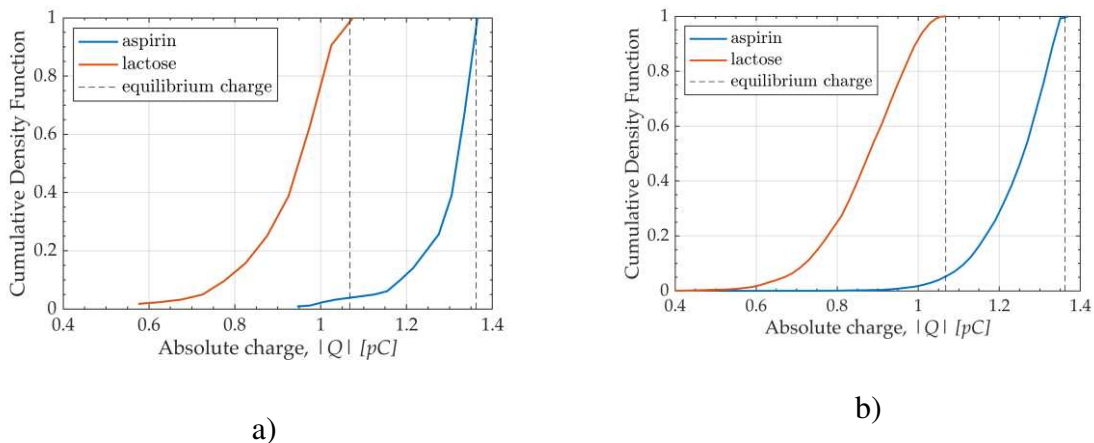 Cumulative Density Function
1
0.8
0.6
0.4
0.2
0
aspirin
lactose
equilibrium charge
0.4 0.6 0.8 1 1.2 1.4
Absolute charge, |Q| [pC]
a)
Cumulative Density Function
1
0.8
0.6
0.4
0.2
0
aspirin
lactose
equilibrium charge
0.4 0.6 0.8 1 1.2 1.4
Absolute charge, |Q| [pC]
b)